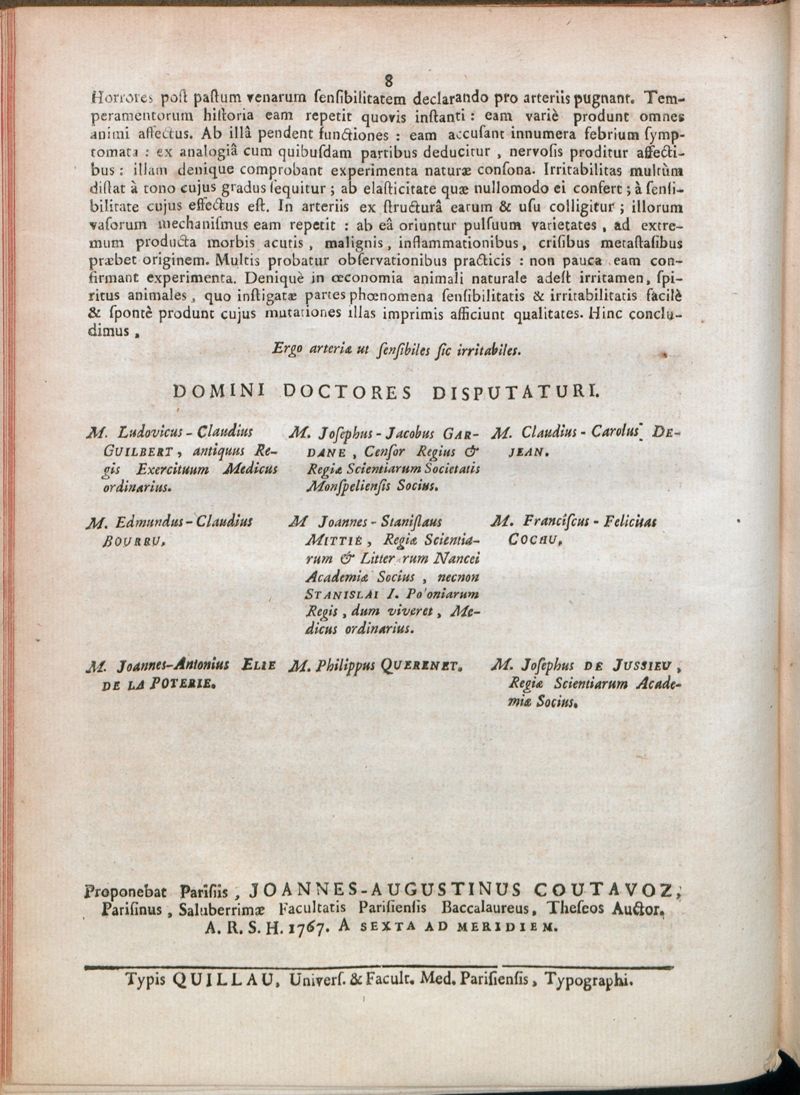 8
Horrores poſt paſtum venarum ſenſibilitatem declarando pro arteriis pugnant. Tem-
peramentorum hiſtoria eam repetit quovis inſtanti : eam variè produnt omnes
animi affectus. Ab illâ pendent functiones : eam accuſant innumera febrium ſymp-
tomata : ex analogiâ cum quibuſdam partibus deducitur , nervoſis proditur affecti-
bus : illam denique comprobant experimenta naturæ conſona. Irritabilitas multùm
diſtat à tono cujus gradus ſequitur ; ab elaſticitate quæ nullomodo ei confert ; à ſenſi-
bilitate cujus effectus eſt. In arteriis ex ſtructurâ earum & uſu colligitur ; illorum
vaſorum mechaniſmus eam repetit : ab eâ oriuntur pulſuum varietates , ad extre-
mum producta morbis acutis , malignis , inflammationibus , criſibus metaſtaſibus
præbet originem. Multis probatur obſervationibus practicis : non pauca eam con-
firmant experimenta. Deniquè in œconomia animali naturale adeſt irritamen, ſpi-
ritus animales , quo inſtigatæ partes phœnomena ſenſibilitatis & irritabilitatis facilè
& ſpontè produnt cujus mutationes illas imprimis afficiunt qualitates. Hinc conclu-
dimus ,
Ergo arteriæ ut ſenſibiles ſic irritabiles.
DOMINI DOCTORES DISPUTATURI.
M. Ludovicus - Claudius
GUILBERT , antiquus Re-
gis Exercituum Medicus
ordinarius.
M. Joſephus - Jacobus GAR-
DANE , Cenſor Regius &
Regiæ Scientiarum Societatis
Monſpelienſis Socius.
M. Claudius - Carolus DE-
JEAN.
M. Edmundus - Claudius
BOURRU.
M Joannes - Staniſlaus
MITTIÉ , Regiæ Scientia-
rum & Litter rum Nancei
Academiæ Socius , necnon
STANISLAI I. Po'oniarum
Regis , dum viveret , Me-
dicus ordinarius.
M. Franciſcus - Felicitas
COCHU.
M. Joannes-Antonius ELIE
DE LA POTERIE.
M. Philippus QUERENET.
M. Joſephus DE JUSSIEU ,
Regiæ Scientiarum Acade-
miæ Socius.
Proponebat Pariſiis , JOANNES-AUGUSTINUS COUTAVOZ,
Pariſinus , Saluberrimæ Facultatis Pariſienſis Baccalaureus, Theſeos Auctor.
A. R. S. H. 1767. A SEXTA AD MERIDIEM.
Typis QUILLAU, Univerſ. & Facult. Med. Pariſienſis, Typographi.